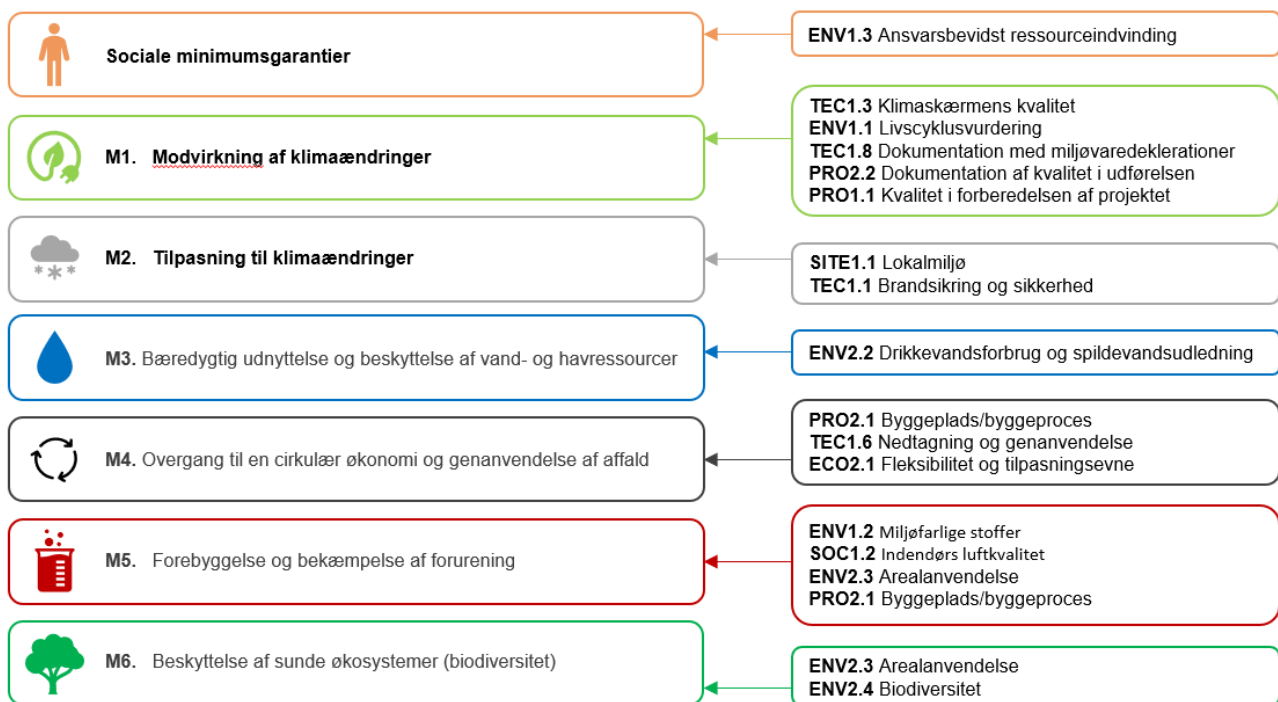 Sociale minimumsgarantier
ENV1.3 Ansvarsbevidst ressourceindvinding
M1. Modvirkning af klimaændringer
TEC1.3 Klimaskærmens kvalitet
ENV1.1 Livscyklusvurdering
TEC1.8 Dokumentation med miljøvaredeklerationer
PRO2.2 Dokumentation af kvalitet i udførelsen
PRO1.1 Kvalitet i forberedelsen af projektet
M2. Tilpasning til klimaændringer
SITE1.1 Lokalmiljø
TEC1.1 Brandsikring og sikkerhed
M3. Bæredygtig udnyttelse og beskyttelse af vand- og havressourcer
ENV2.2 Drikkevandsforbrug og spildevandsudledning
M4. Overgang til en cirkulær økonomi og genanvendelse af affald
PRO2.1 Byggeplads/byggeproces
TEC1.6 Nedtagning og genanvendelse
ECO2.1 Fleksibilitet og tilpasningsevne
M5. Forebyggelse og bekæmpelse af forurening
ENV1.2 Miljøfarlige stoffer
SOC1.2 Indendørs luftkvalitet
ENV2.3 Arealanvendelse
PRO2.1 Byggeplads/byggeproces
M6. Beskyttelse af sunde økosystemer (biodiversitet)
ENV2.3 Arealanvendelse
ENV2.4 Biodiversitet